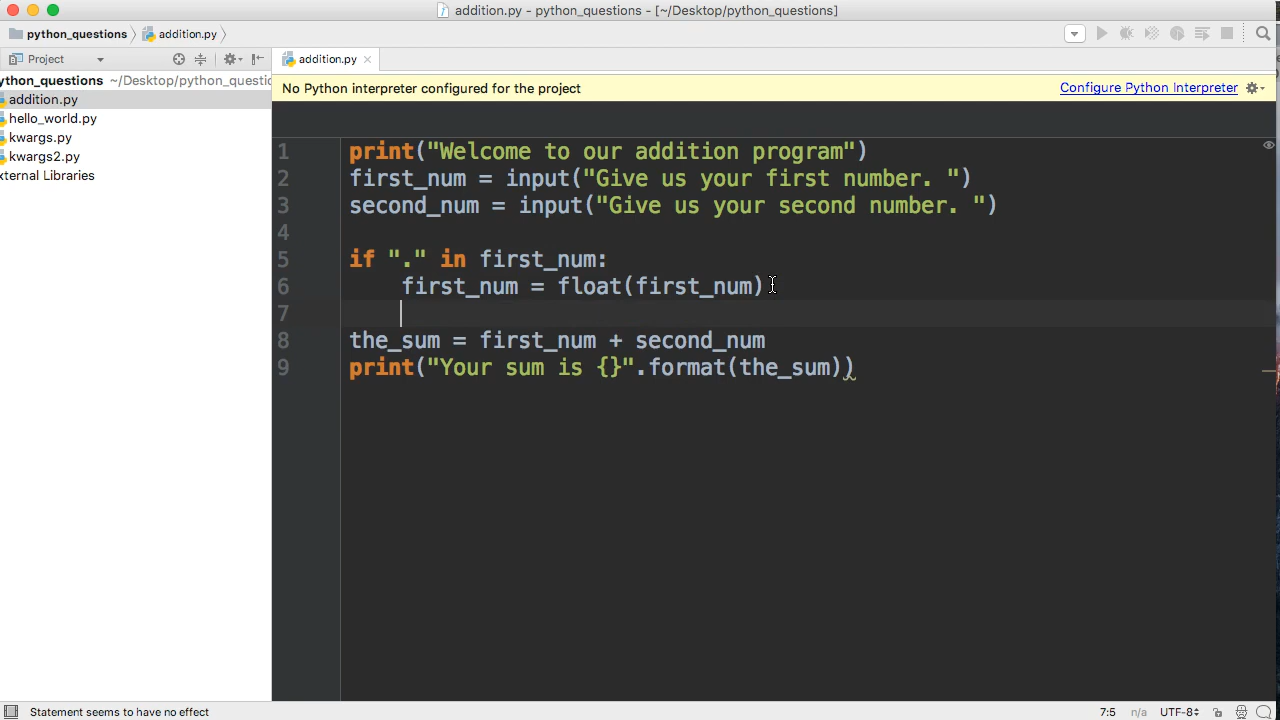 addition.py - python_questions - [~/Desktop/python_questions]
python_questions addition.py
Project
addition.py
ython_questions ~/Desktop/python_questio
addition.py
hello_world.py
kwargs.py
kwargs2.py
xternal Libraries
No Python interpreter configured for the project
Configure Python Interpreter
1 print("Welcome to our addition program")
2 first_num = input("Give us your first number. ")
3 second_num = input("Give us your second number. ")
4
5 if "." in first_num:
6     first_num = float(first_num)
7
8 the_sum = first_num + second_num
9 print("Your sum is {}".format(the_sum))
Statement seems to have no effect
7:5 n/a UTF-8